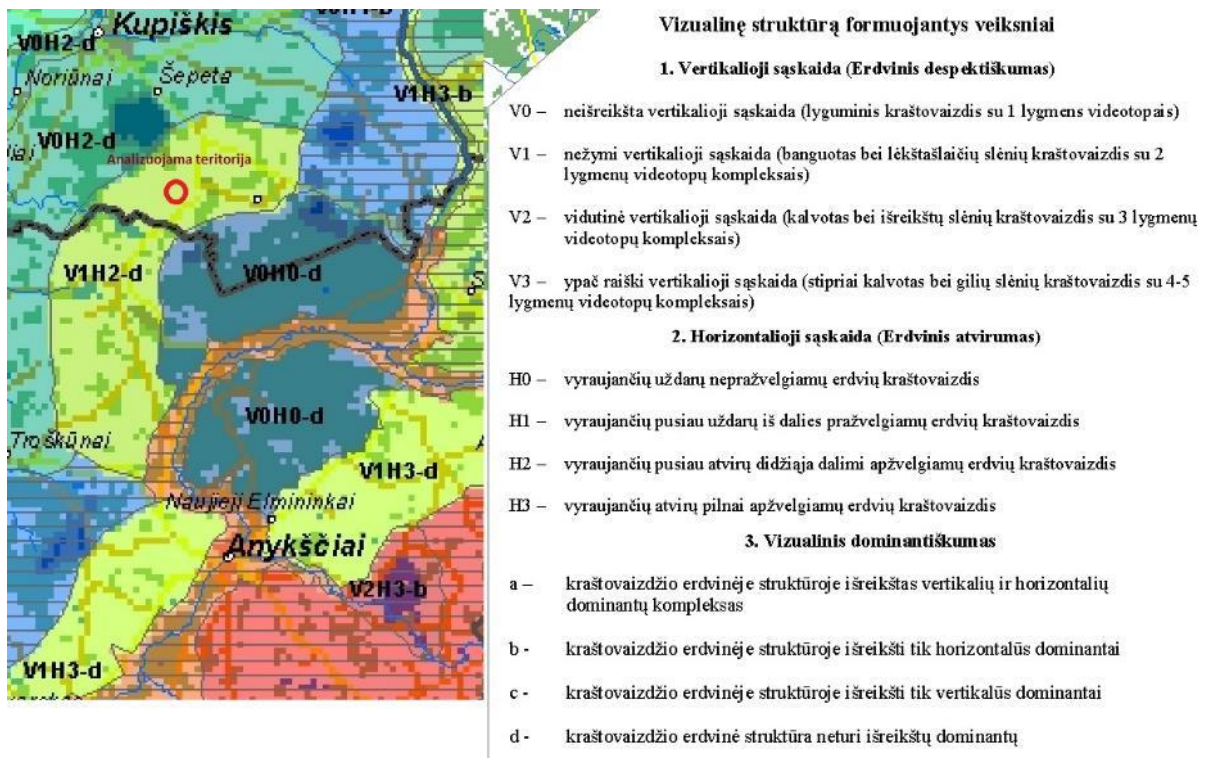 Kupiškis
V0H2-d
Noriūnai
Šepeta
V1H3-b
V0H2-d
Analizuojama teritorija
V1H2-d
V0H0-d
V0H0-d
Troškūnai
V1H3-d
Naujieji Elmininkai
Anykščiai
V2H3-b
V1H3-d
Vizualinę struktūrą formuojantys veiksniai
1. Vertikalioji sąskaida (Erdvinis despektiškumas)
V0 – neišreikšta vertikalioji sąskaida (lyguminis kraštovaizdis su 1 lygmens videotopais)
V1 – nežymi vertikalioji sąskaida (banguotas bei lėkštašlaičių slėnių kraštovaizdis su 2
lygmenų videotopų kompleksais)
V2 – vidutinė vertikalioji sąskaida (kalvotas bei išreikštų slėnių kraštovaizdis su 3 lygmenų
videotopų kompleksais)
V3 – ypač raiški vertikalioji sąskaida (stipriai kalvotas bei gilių slėnių kraštovaizdis su 4-5
lygmenų videotopų kompleksais)
2. Horizontalioji sąskaida (Erdvinis atvirumas)
H0 – vyraujančių uždarų nepražvelgiamų erdvių kraštovaizdis
H1 – vyraujančių pusiau uždarų iš dalies pražvelgiamų erdvių kraštovaizdis
H2 – vyraujančių pusiau atvirų didžiąja dalimi apžvelgiamų erdvių kraštovaizdis
H3 – vyraujančių atvirų pilnai apžvelgiamų erdvių kraštovaizdis
3. Vizualinis dominantiškumas
a – kraštovaizdžio erdvinėje struktūroje išreikštas vertikalių ir horizontalių
dominantų kompleksas
b - kraštovaizdžio erdvinėje struktūroje išreikšti tik horizontalūs dominantai
c - kraštovaizdžio erdvinėje struktūroje išreikšti tik vertikalūs dominantai
d - kraštovaizdžio erdvinė struktūra neturi išreikštų dominantų